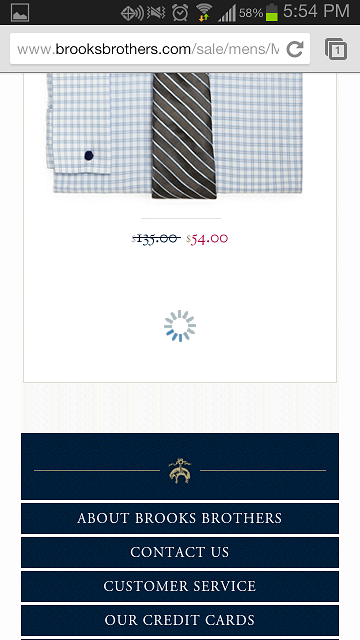 58% 5:54 PM
www.brooksbrothers.com/sale/mens/M
1
$135.00 $54.00
ABOUT BROOKS BROTHERS
CONTACT US
CUSTOMER SERVICE
OUR CREDIT CARDS